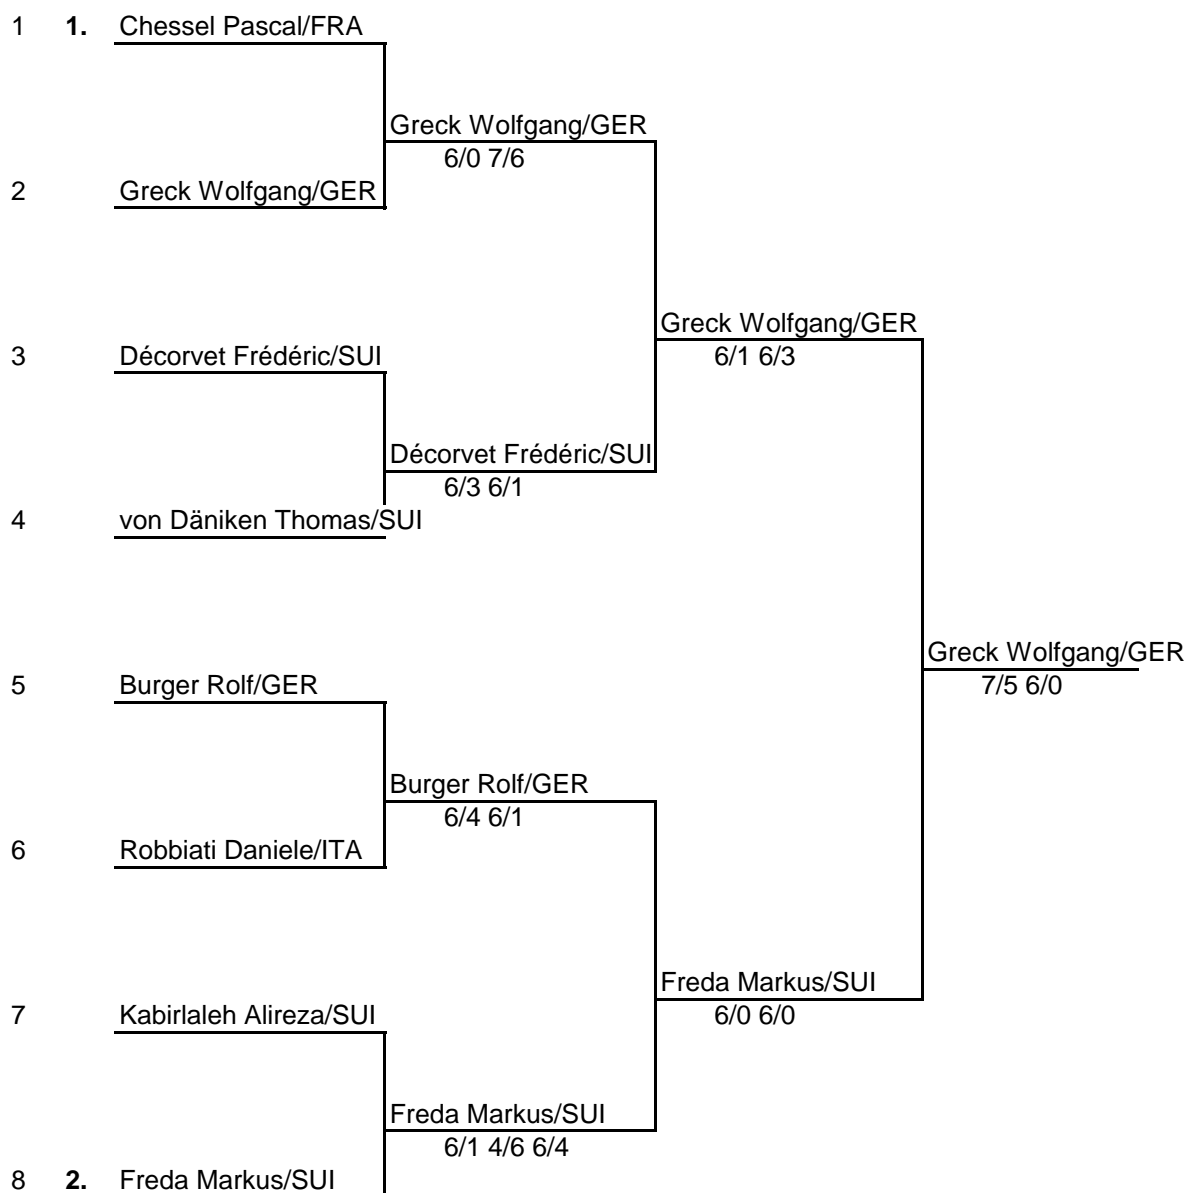 1 1. Chessel Pascal/FRA
Greck Wolfgang/GER
6/0 7/6
2 Greck Wolfgang/GER
Greck Wolfgang/GER
3 Décorvet Frédéric/SUI 6/1 6/3
Décorvet Frédéric/SUI
6/3 6/1
4 von Däniken Thomas/SUI
Greck Wolfgang/GER
5 Burger Rolf/GER 7/5 6/0
Burger Rolf/GER
6/4 6/1
6 Robbiati Daniele/ITA
Freda Markus/SUI
7 Kabirlaleh Alireza/SUI 6/0 6/0
Freda Markus/SUI
6/1 4/6 6/4
8 2. Freda Markus/SUI